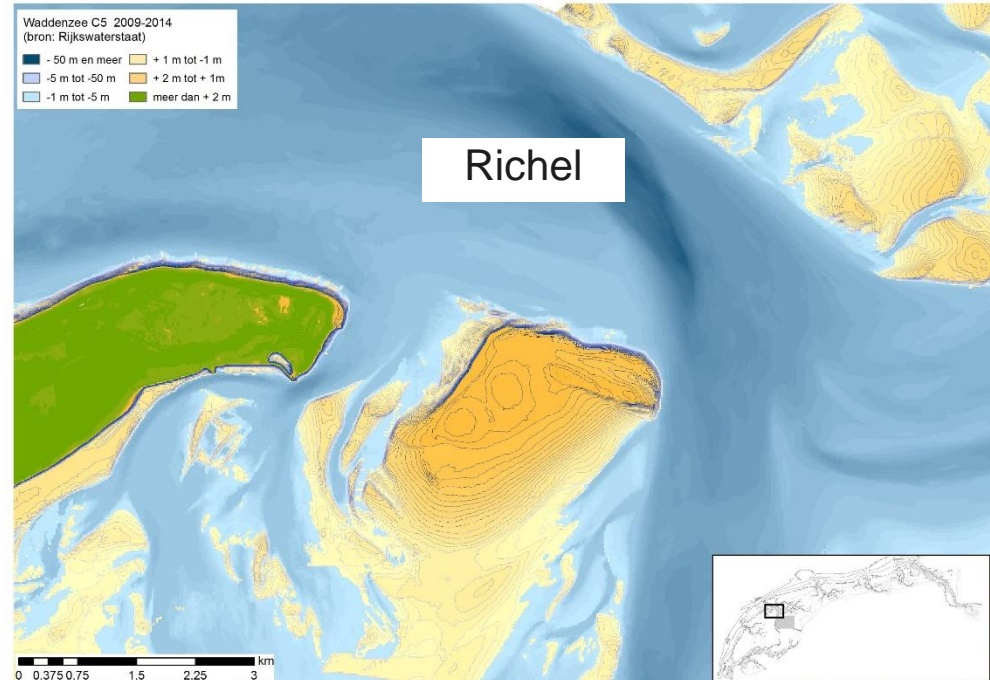 Waddenzee C5 2009-2014
(bron: Rijkswaterstaat)
- 50 m en meer
+ 1 m tot -1 m
-5 m tot -50 m
+ 2 m tot + 1m
-1 m tot -5 m
meer dan + 2 m
Richel
km
0 0.375 0.75 1.5 2.25 3